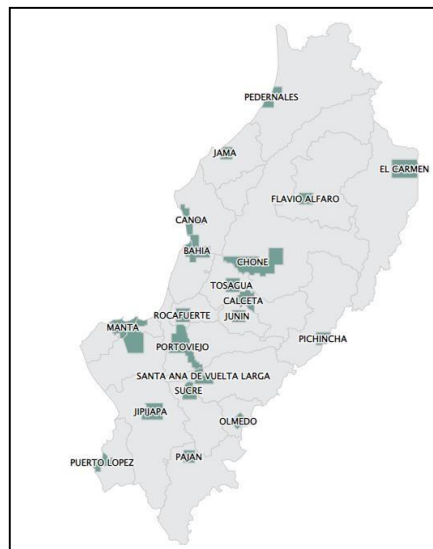 PEDERNALES
JAMA
EL CARMEN
FLAVIO ALFARO
CANOA
BAHIA
CHONE
TOSAGUA
CALCETA
ROCAFUERTE
JUNIN
MANTA
PICHINCHA
PORTOVIEJO
SANTA ANA DE VUELTA LARGA
SUCRE
JIPIJAPA
OLMEDO
PUERTO LOPEZ
PAJAN